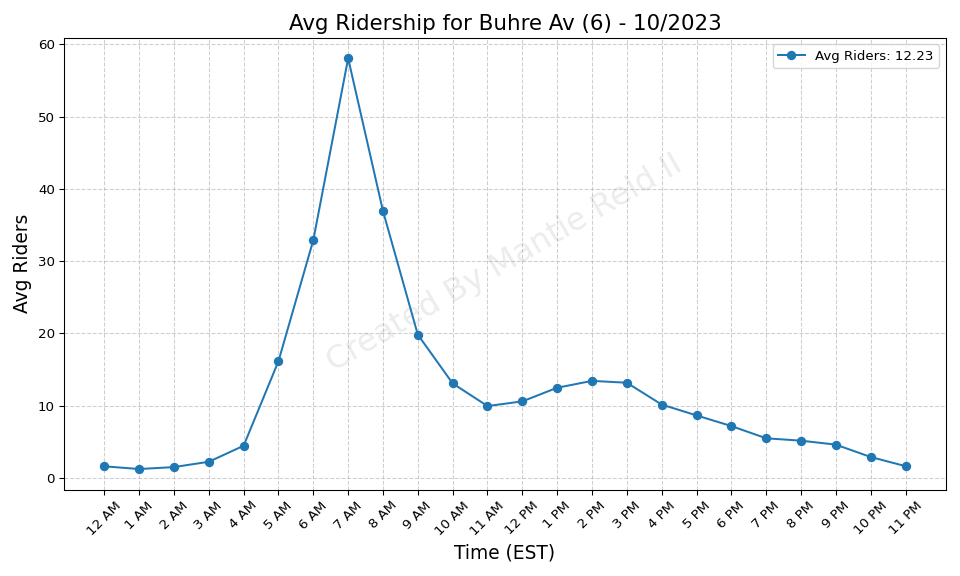 Avg Ridership for Buhre Av (6) - 10/2023
Avg Riders: 12.23
60
50
40
30
20
10
0
Avg Riders
Created By Mantle Reid II
12 AM
1 AM
2 AM
3 AM
4 AM
5 AM
6 AM
7 AM
8 AM
9 AM
10 AM
11 AM
12 PM
1 PM
2 PM
3 PM
4 PM
5 PM
6 PM
7 PM
8 PM
9 PM
10 PM
11 PM
Time (EST)